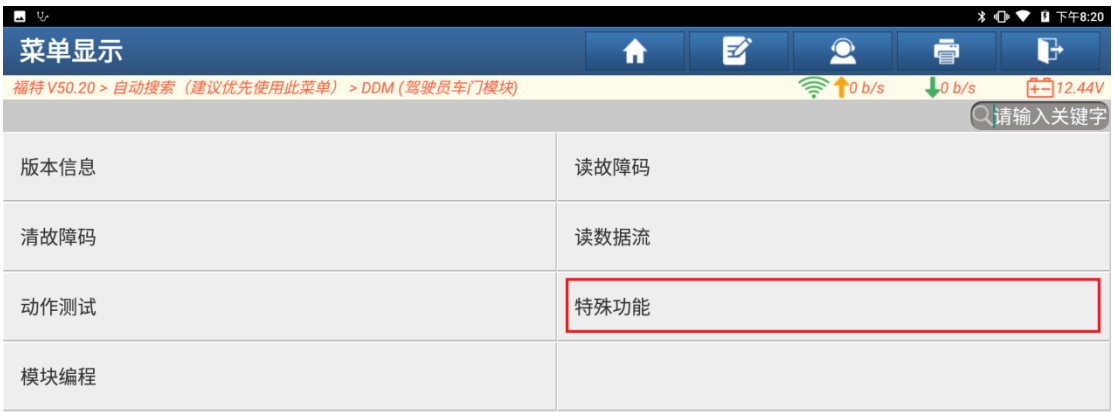 下午8:20
菜单显示
福特 V50.20 > 自动搜索（建议优先使用此菜单） > DDM (驾驶员车门模块) 0 b/s 0 b/s 12.44V
请输入关键字
版本信息 读故障码
清故障码 读数据流
动作测试 特殊功能
模块编程